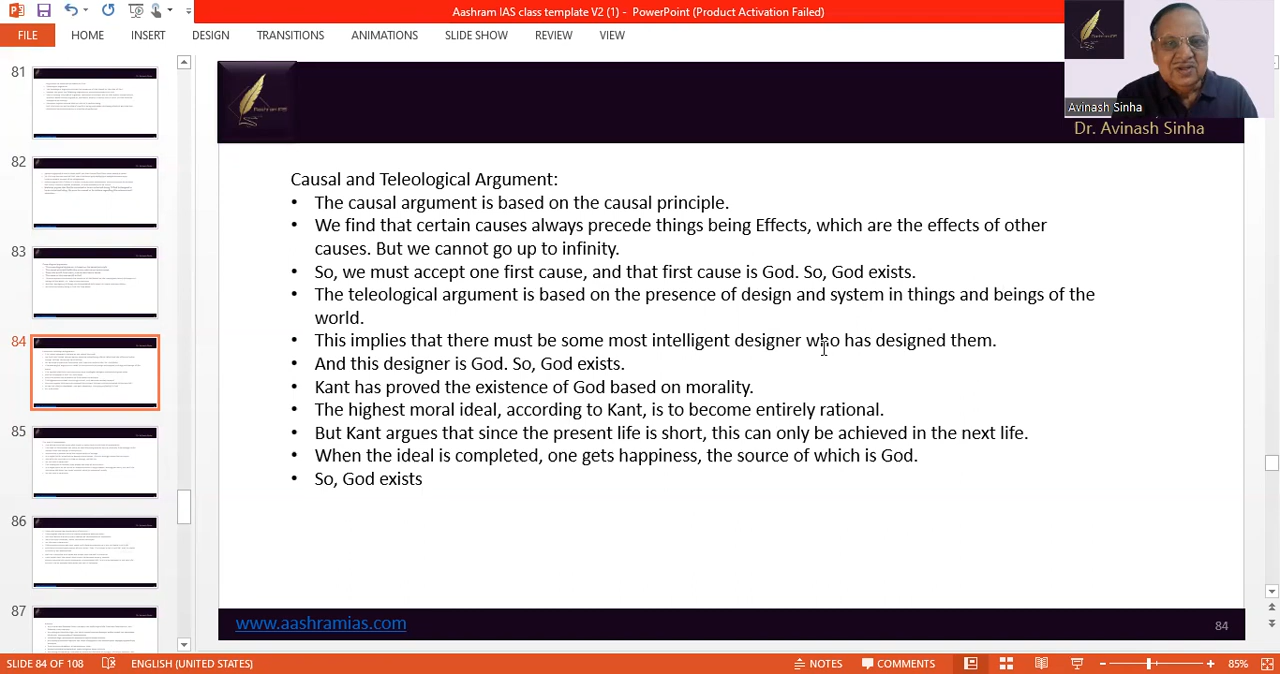 Aashram IAS class template V2 (1) - PowerPoint (Product Activation Failed)
FILE HOME INSERT DESIGN TRANSITIONS ANIMATIONS SLIDE SHOW REVIEW VIEW
Avinash Sinha
Dr. Avinash Sinha
81
82
83
84
85
86
87
Causal and Teleological Argument:
• The causal argument is based on the causal principle.
• We find that certain causes always precede things being Effects, which are the effects of other
causes. But we cannot go up to infinity.
• So, we must accept one first cause, and that first cause is God. So, God exists.
• The teleological argument is based on the presence of design and system in things and beings of the
world.
• This implies that there must be some most intelligent designer who has designed them.
• And this designer is God. So, God exists.
• Kant has proved the existence of God based on morality.
• The highest moral ideal, according to Kant, is to become entirely rational.
• But Kant argues that since the present life is short, this can only be achieved in the next life.
• When the ideal is completed, one gets happiness, the source of which is God.
• So, God exists
www.aashramias.com
84
SLIDE 84 OF 108 ENGLISH (UNITED STATES) NOTES COMMENTS 85%